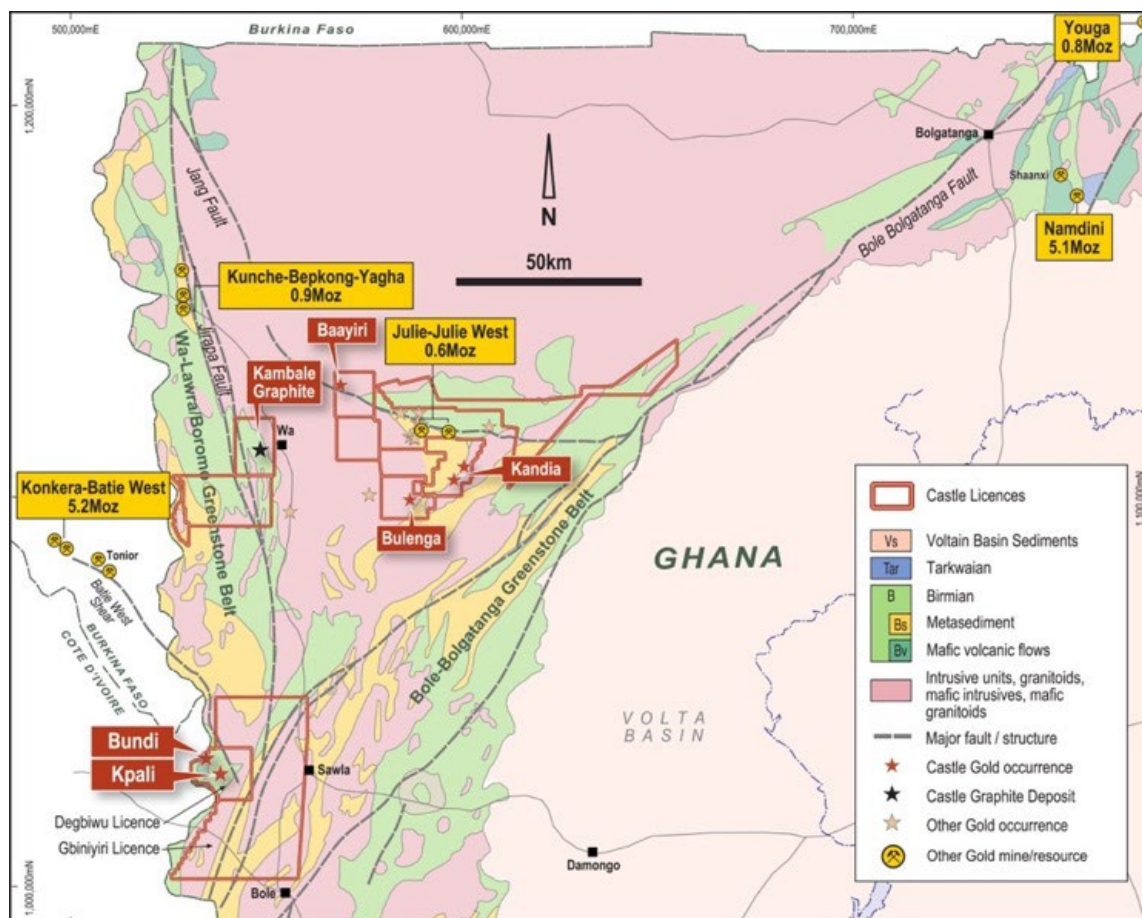 500,000mE
Burkina Faso
600,000mE
700,000mE
Youga
0.8Moz
1,200,000mN
Bolgatanga
Shaanxi
Namdini
5.1Moz
Jang Fault
N
50km
Bole Bolgatanga Fault
Kunche-Bepkong-Yagha
0.9Moz
Baayiri
Julie-Julie West
0.6Moz
Jirapa Fault
Kambale
Graphite
Wa
Wa-Lawra/Boromo Greenstone Belt
Kandia
Konkera-Batie West
5.2Moz
Bulenga
Tonior
Batie West
Shear
GHANA
1,100,000mN
BURKINA FASO
COTE D'IVOIRE
Bole-Bolgatanga Greenstone Belt
VOLTA
BASIN
Bundi
Kpali
Sawla
Degbiwu Licence
Gbiniyiri Licence
Damongo
Bole
1,000,000mN
Castle Licences
Vs Voltain Basin Sediments
Tar Tarkwaian
B Birmian
Bs Metasediment
Bv Mafic volcanic flows
Intrusive units, granitoids,
mafic intrusives, mafic
granitoids
Major fault / structure
Castle Gold occurrence
Castle Graphite Deposit
Other Gold occurrence
Other Gold mine/resource